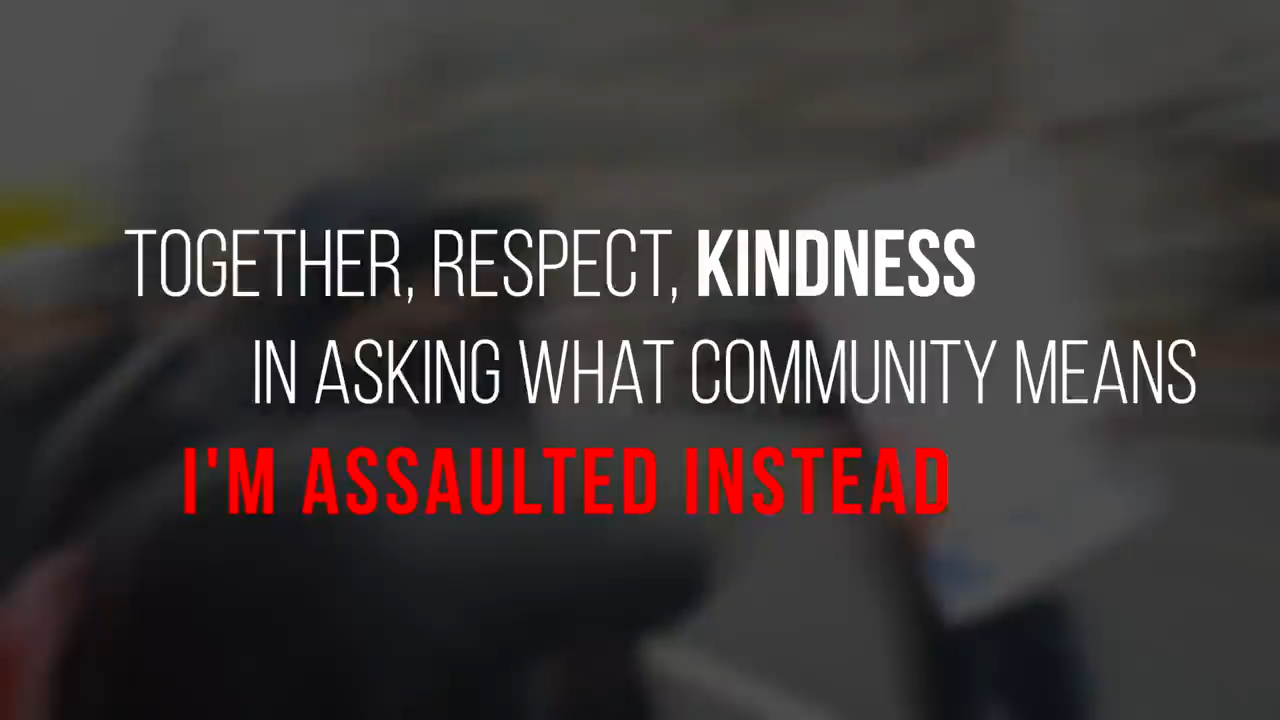 TOGETHER, RESPECT, KINDNESS
IN ASKING WHAT COMMUNITY MEANS
I'M ASSAULTED INSTEAD